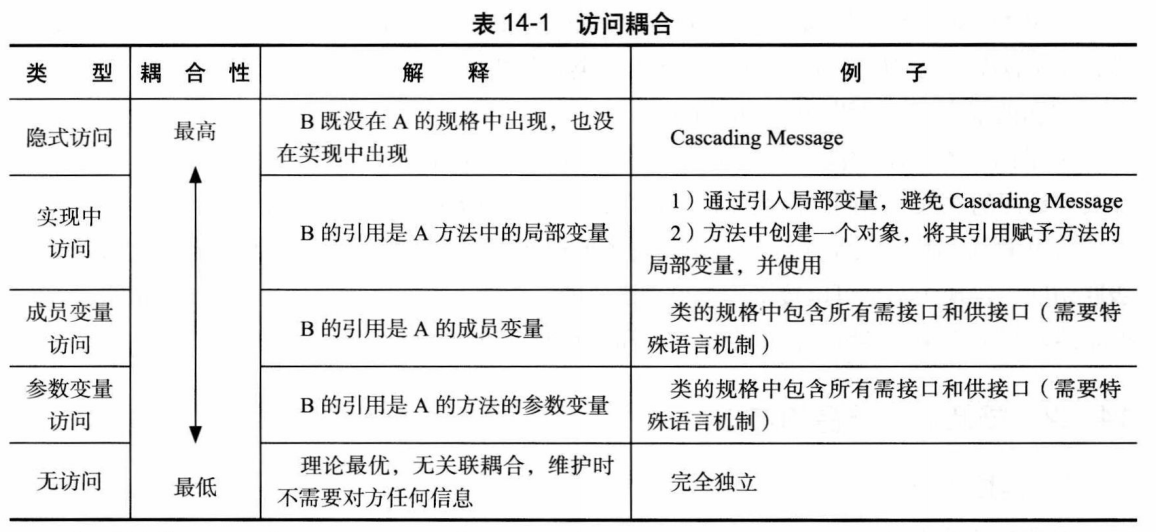 表 14-1 访问耦合
类 型 耦 合 性 解 释 例 子
隐式访问
最高
B 既没在 A 的规格中出现，也没
在实现中出现
Cascading Message
实现中
访问
B 的引用是 A 方法中的局部变量
1）通过引入局部变量，避免 Cascading Message
2）方法中创建一个对象，将其引用赋予方法的
局部变量，并使用
成员变量
访问
B 的引用是 A 的成员变量
类的规格中包含所有需接口和供接口（需要特
殊语言机制）
参数变量
访问
B 的引用是 A 的方法的参数变量
类的规格中包含所有需接口和供接口（需要特
殊语言机制）
无访问
最低
理论最优，无关联耦合，维护时
不需要对方任何信息
完全独立